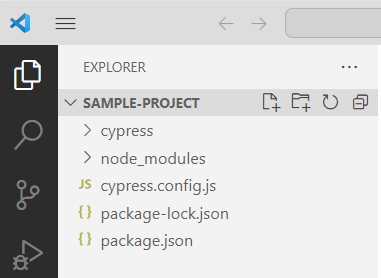 EXPLORER
SAMPLE-PROJECT
cypress
node_modules
JS cypress.config.js
{ } package-lock.json
{ } package.json